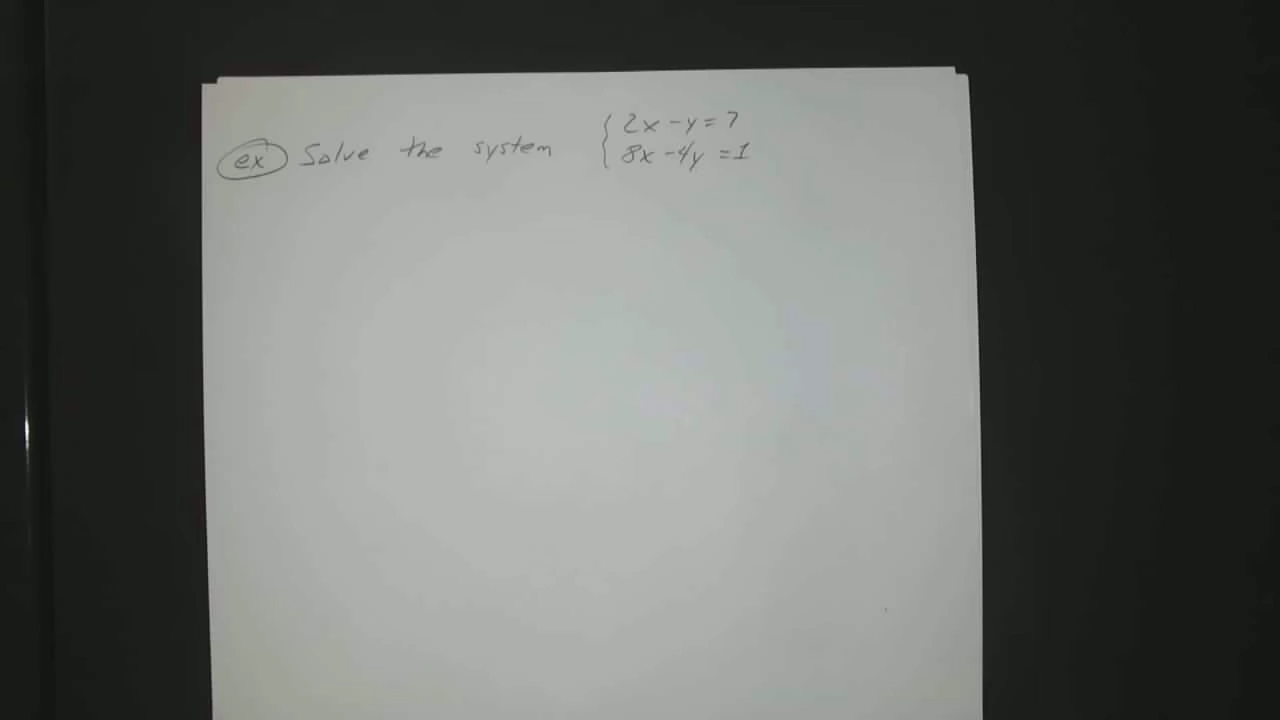 2x - y = 7
ex Solve the system { 8x - 4y = 1